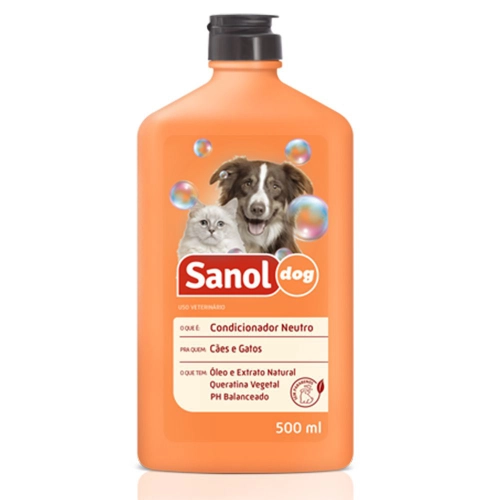 Sanol dog
USO VETERINÁRIO
O QUE É: Condicionador Neutro
PRA QUEM: Cães e Gatos
O QUE TEM: Óleo e Extrato Natural
Queratina Vegetal
PH Balanceado
500 ml